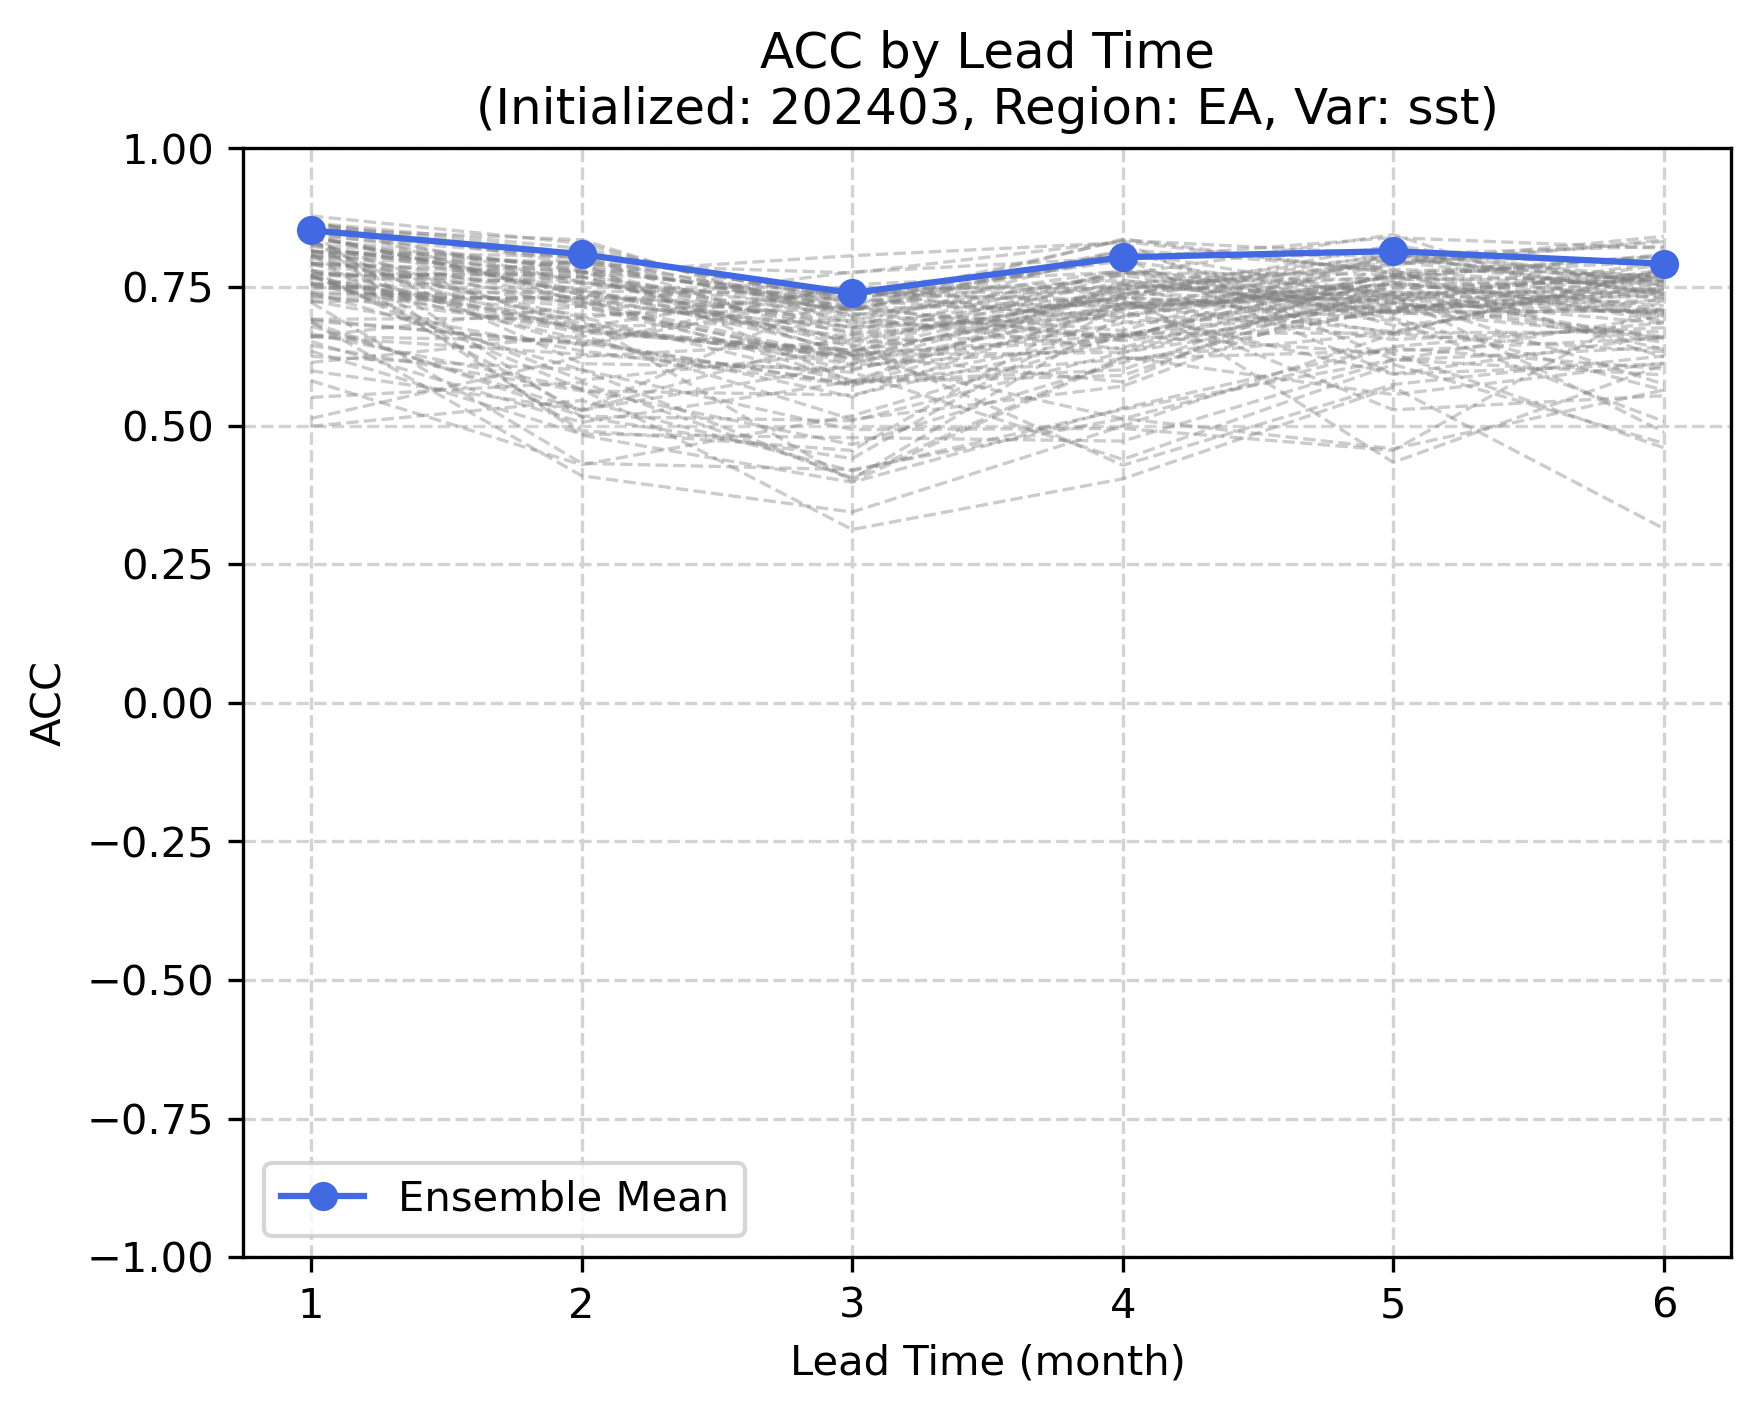 ACC by Lead Time
(Initialized: 202403, Region: EA, Var: sst)
1.00
0.75
0.50
0.25
0.00
−0.25
−0.50
−0.75
−1.00
ACC
Ensemble Mean
1 2 3 4 5 6
Lead Time (month)